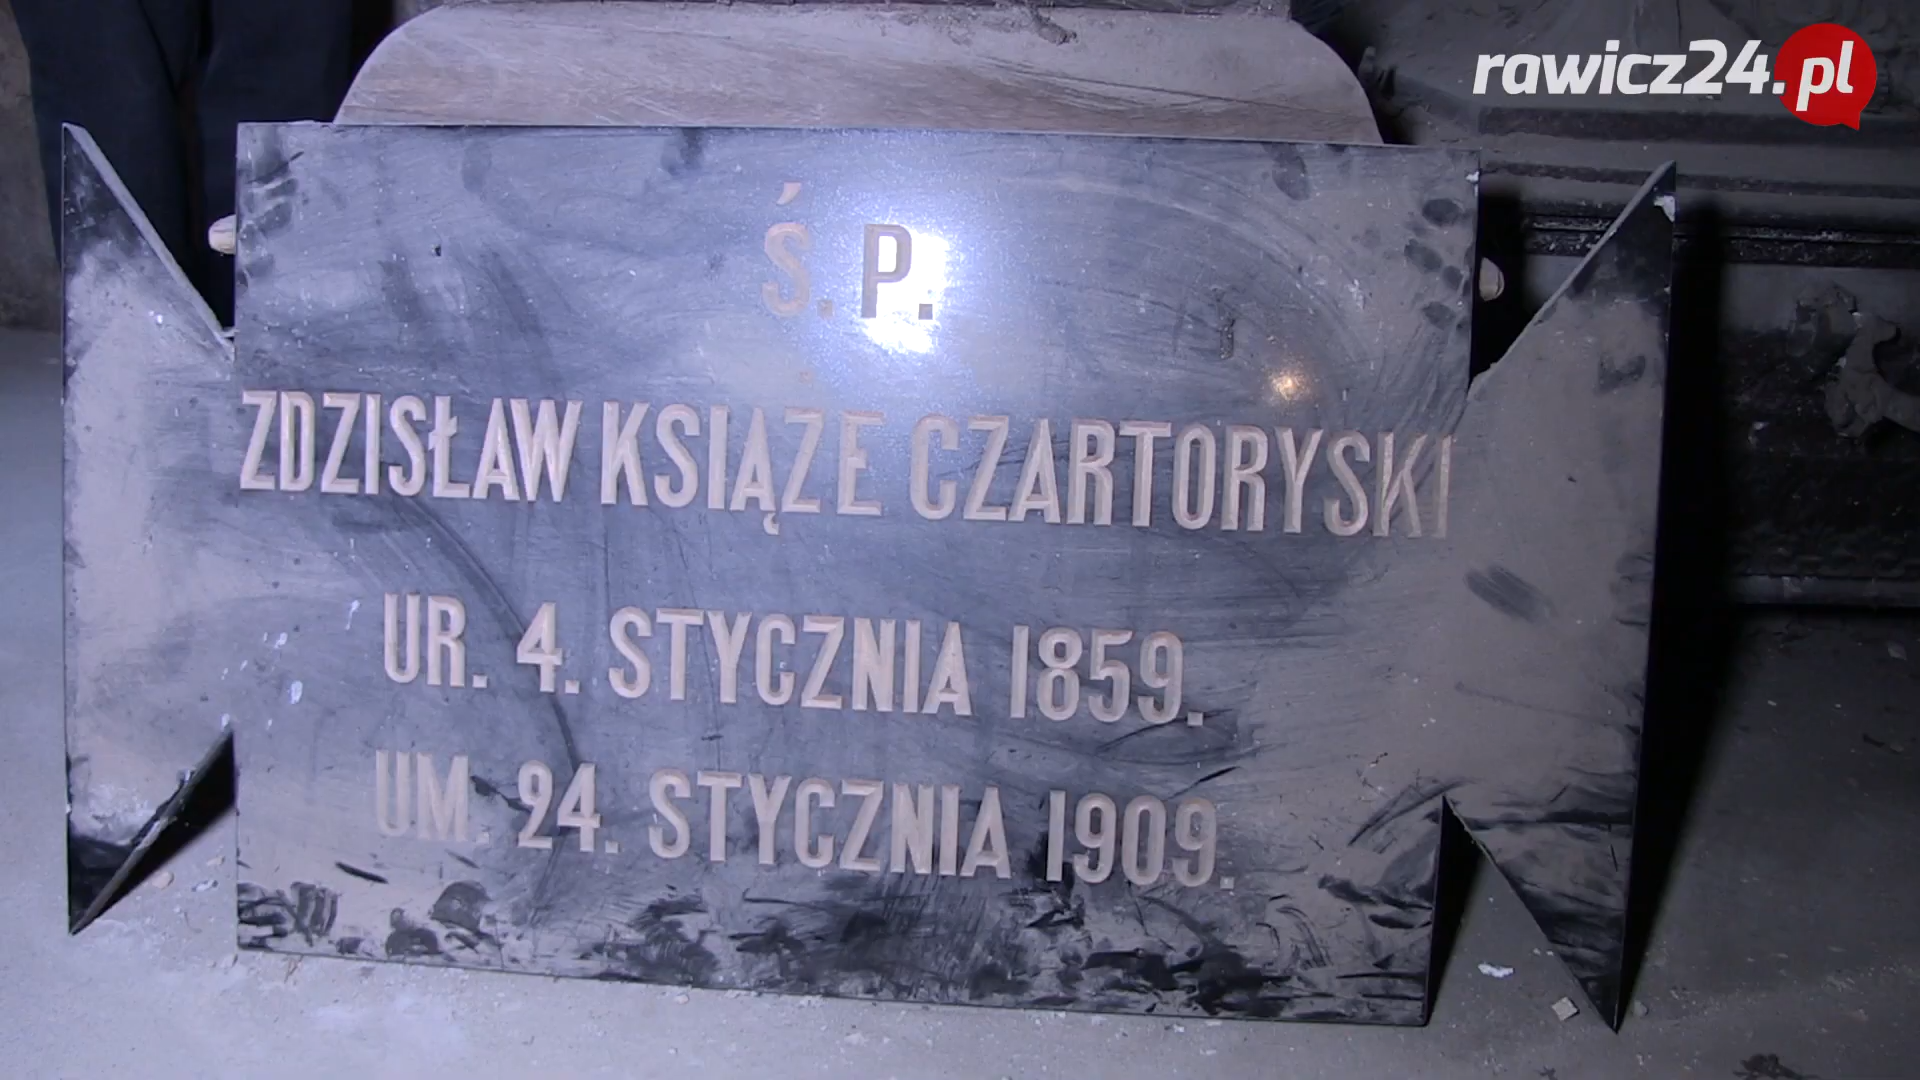 rawicz24.pl
Ś. P.
ZDZISŁAW KSIĄŻE CZARTORYSKI
UR. 4. STYCZNIA 1859.
UM. 24. STYCZNIA 1909.